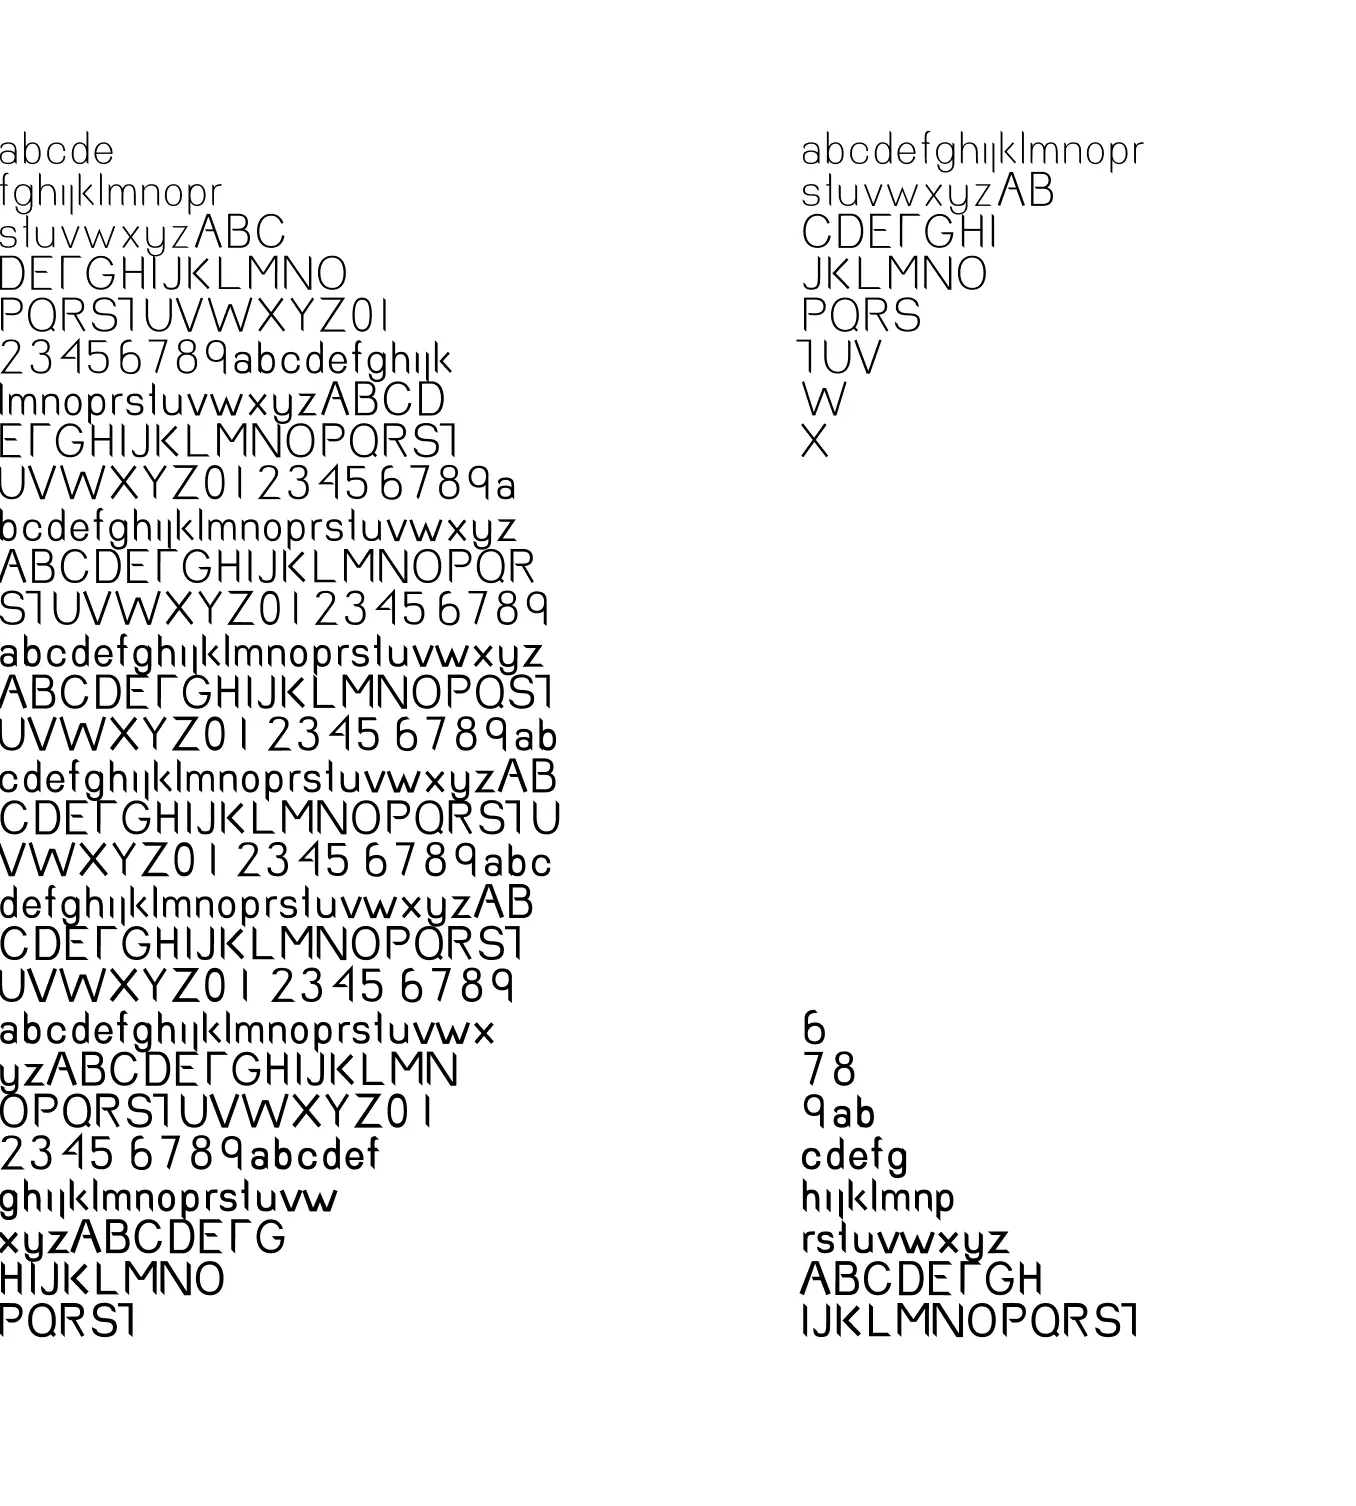 abcde
fghijklmnopr
stuvwxyzABC
DEFGHIJKLMNO
PQRSTUVWXYZ01
23456789abcdefghijk
lmnoprstuvwxyzABCD
EFGHIJKLMNOPQRST
UVWXYZ0123456789a
bcdefghijklmnoprstuvwxyz
ABCDEFGHIJKLMNOPQR
STUVWXYZ0123456789
abcdefghijklmnoprstuvwxyz
ABCDEFGHIJKLMNOPQST
UVWXYZ0123456789ab
cdefghijklmnoprstuvwxyzAB
CDEFGHIJKLMNOPQRSTU
VWXYZ0123456789abc
defghijklmnoprstuvwxyzAB
CDEFGHIJKLMNOPQRST
UVWXYZ0123456789
abcdefghijklmnoprstuvwx
yzABCDEFGHIJKLMN
OPQRSTUVWXYZ01
23456789abcdef
ghijklmnoprstuvw
xyzABCDEFG
HIJKLMNO
PQRST
abcdefghijklmnopr
stuvwxyzAB
CDEFGHI
JKLMNO
PQRS
TUV
W
X
6
78
9ab
cdefg
hijklmnp
rstuvwxyz
ABCDEFGH
IJKLMNOPQRST